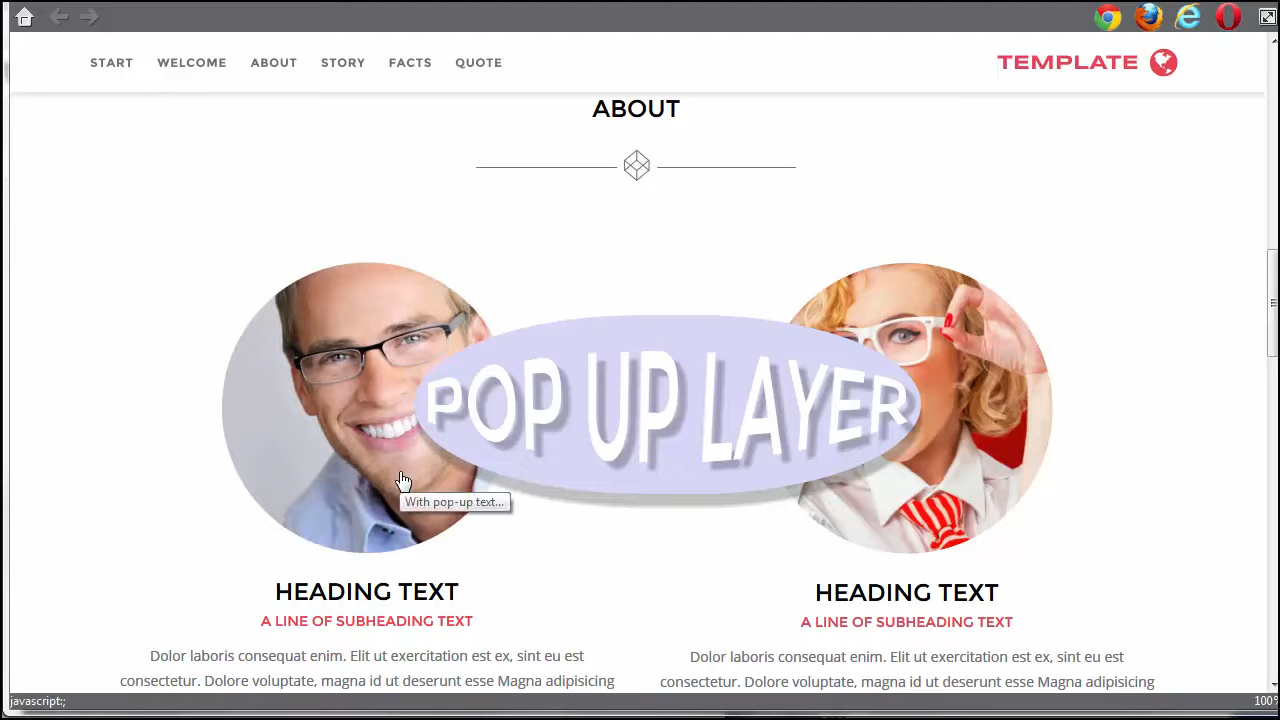 START WELCOME ABOUT STORY FACTS QUOTE TEMPLATE
ABOUT
POP UP LAYER
With pop-up text...
HEADING TEXT
A LINE OF SUBHEADING TEXT
Dolor laboris consequat enim. Elit ut exercitation est ex, sint eu est
consectetur. Dolore voluptate, magna id ut deserunt esse Magna adipisicing
HEADING TEXT
A LINE OF SUBHEADING TEXT
Dolor laboris consequat enim. Elit ut exercitation est ex, sint eu est
consectetur. Dolore voluptate, magna id ut deserunt esse Magna adipisicing
javascript:; 100%